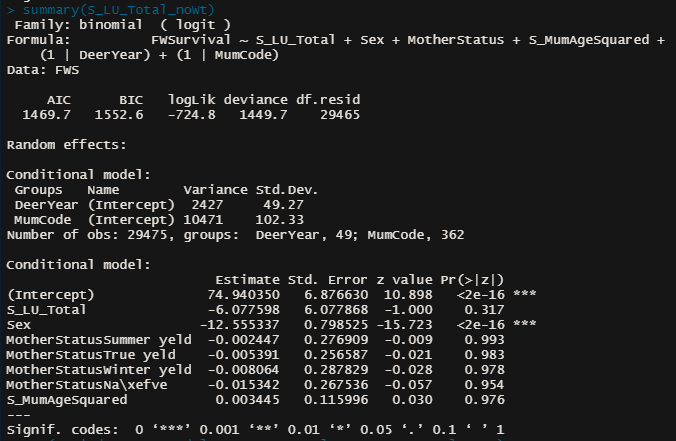 > summary(S_LU_Total_nowt)
 Family: binomial  ( logit )
Formula:          FWSurvival ~ S_LU_Total + Sex + MotherStatus + S_MumAgeSquared +
    (1 | DeerYear) + (1 | MumCode)
Data: FWS

     AIC      BIC   logLik deviance df.resid
  1469.7   1552.6   -724.8   1449.7    29465

Random effects:

Conditional model:
 Groups   Name        Variance Std.Dev.
 DeerYear (Intercept)  2427     49.27
 MumCode  (Intercept) 10471    102.33
Number of obs: 29475, groups:  DeerYear, 49; MumCode, 362

Conditional model:
                          Estimate Std. Error z value Pr(>|z|)
(Intercept)              74.940350   6.876630  10.898   <2e-16 ***
S_LU_Total               -6.077598   6.077868  -1.000    0.317
Sex                     -12.555337   0.798525 -15.723   <2e-16 ***
MotherStatusSummer yeld  -0.002447   0.276909  -0.009    0.993
MotherStatusTrue yeld    -0.005391   0.256587  -0.021    0.983
MotherStatusWinter yeld  -0.008064   0.287829  -0.028    0.978
MotherStatusNa\xefve     -0.015342   0.267536  -0.057    0.954
S_MumAgeSquared           0.003445   0.115996   0.030    0.976
---
Signif. codes:  0 ‘***’ 0.001 ‘**’ 0.01 ‘*’ 0.05 ‘.’ 0.1 ‘ ’ 1